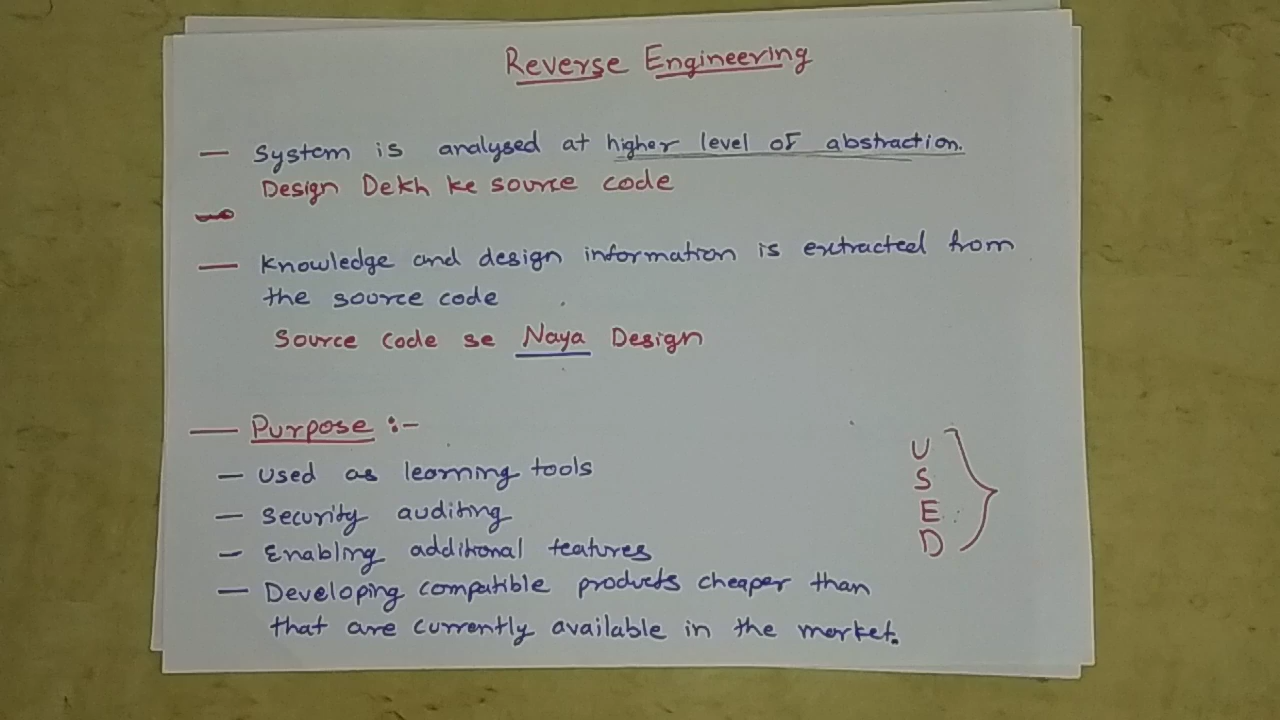 Reverse Engineering
— System is analysed at higher level of abstraction.
Design Dekh ke source code
— Knowledge and design information is extracted from
the source code
Source code se Naya Design
— Purpose :-
— Used as learning tools
— Security auditing
— Enabling additional features
— Developing compatible products cheaper than
that are currently available in the market.
U
S
E
D